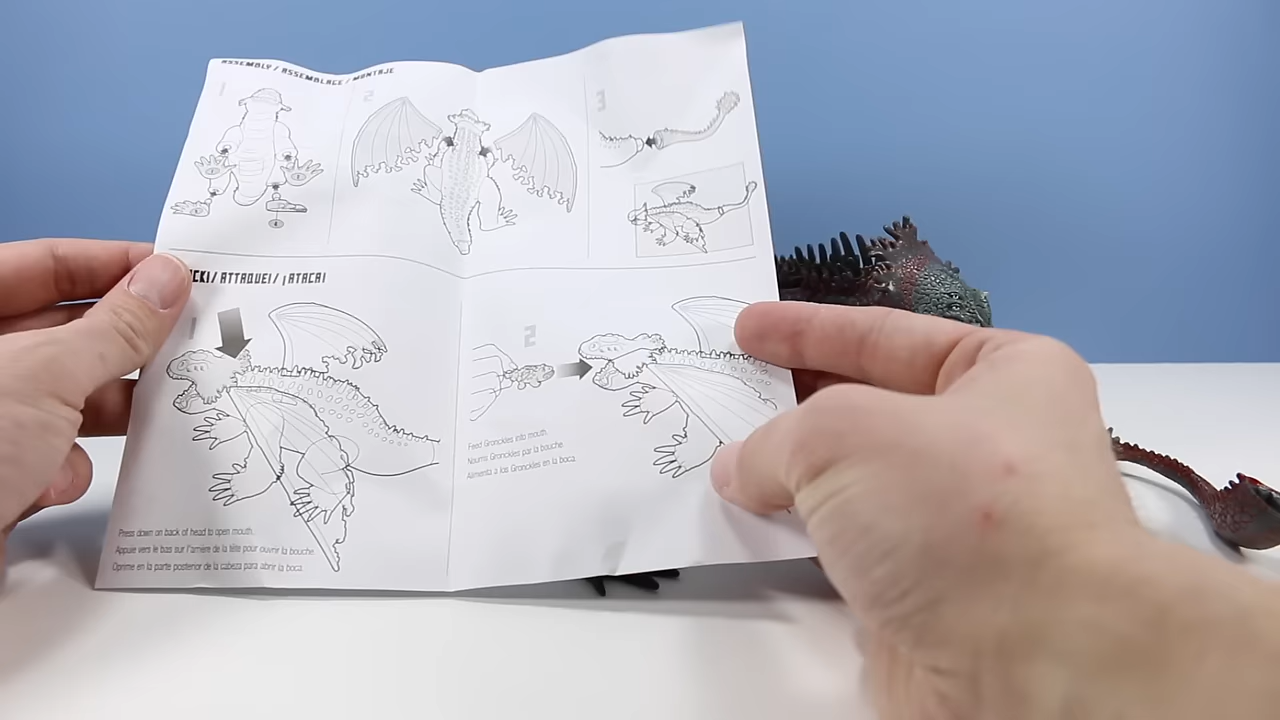 ASSEMBLY / ASSEMBLAGE / MONTAJE
1
2
3
CK! / ATTAQUE! / ¡ATACA!
1
2
Feed Gronckles into mouth.
Nourris Gronckles par la bouche.
Alimenta a los Gronckles en la boca.
Press down on back of head to open mouth.
Appuie vers le bas sur l'arrière de la tête pour ouvrir la bouche.
Oprime en la parte posterior de la cabeza para abrir la boca.